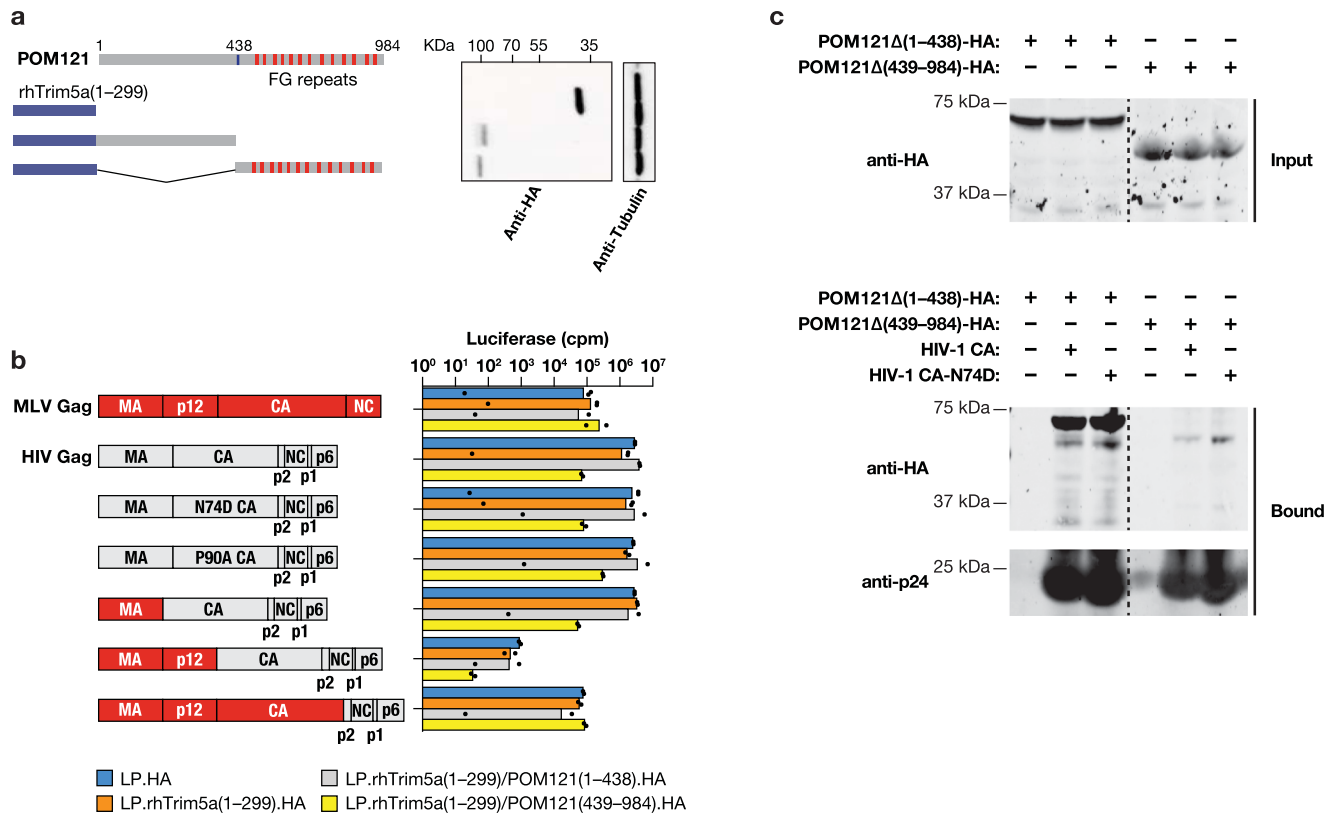 a
1 438 984
POM121
FG repeats
rhTrim5a(1–299)
KDa 100 70 55 35
Anti-HA
Anti-Tubulin
b
Luciferase (cpm)
10⁰ 10¹ 10² 10³ 10⁴ 10⁵ 10⁶ 10⁷
MLV Gag MA p12 CA NC
HIV Gag MA CA NC p6
p2 p1
MA N74D CA NC p6
p2 p1
MA P90A CA NC p6
p2 p1
MA CA NC p6
p2 p1
MA p12 CA NC p6
p2 p1
MA p12 CA NC p6
p2 p1
LP.HA
LP.rhTrim5a(1–299).HA
LP.rhTrim5a(1–299)/POM121(1–438).HA
LP.rhTrim5a(1–299)/POM121(439–984).HA
c
POM121Δ(1–438)-HA: + + + – – –
POM121Δ(439–984)-HA: – – – + + +
75 kDa
anti-HA
37 kDa
Input
POM121Δ(1–438)-HA: + + + – – –
POM121Δ(439–984)-HA: – – – + + +
HIV-1 CA: – + – – + –
HIV-1 CA-N74D: – – + – – +
75 kDa
anti-HA
37 kDa
25 kDa
anti-p24
Bound